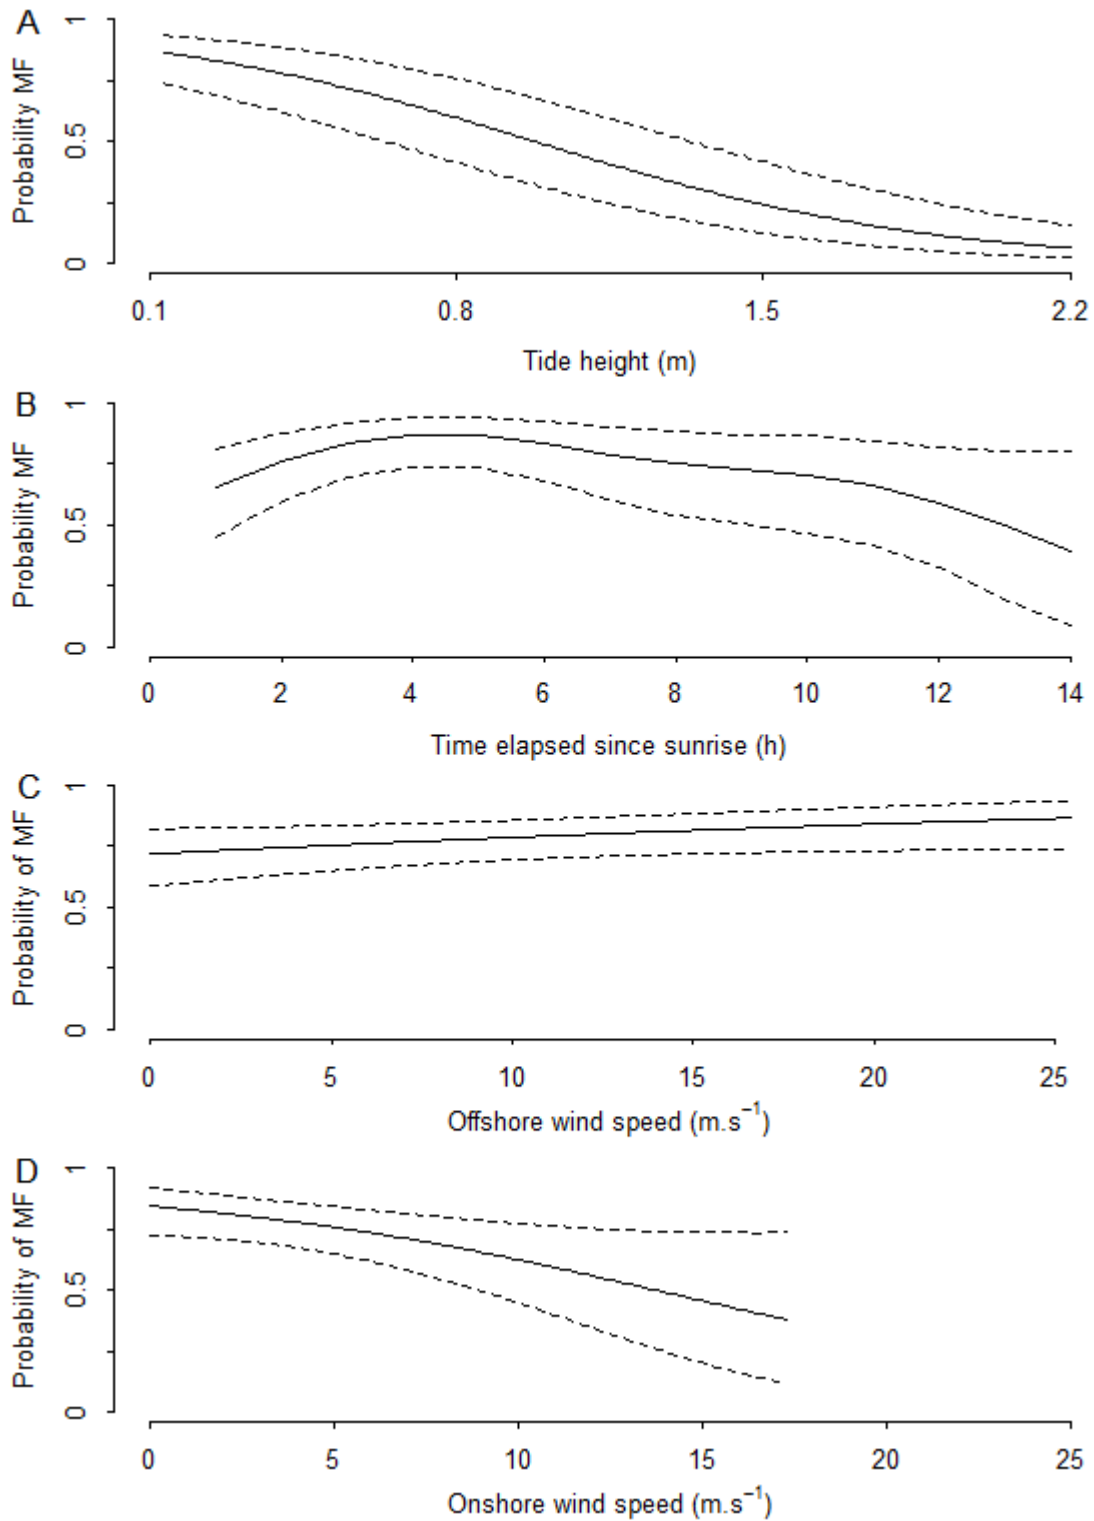 A
Probability MF
0 0.5 1
0.1 0.8 1.5 2.2
Tide height (m)
B
Probability MF
0 0.5 1
0 2 4 6 8 10 12 14
Time elapsed since sunrise (h)
C
Probability of MF
0 0.5 1
0 5 10 15 20 25
Offshore wind speed (m.s⁻¹)
D
Probability of MF
0 0.5 1
0 5 10 15 20 25
Onshore wind speed (m.s⁻¹)